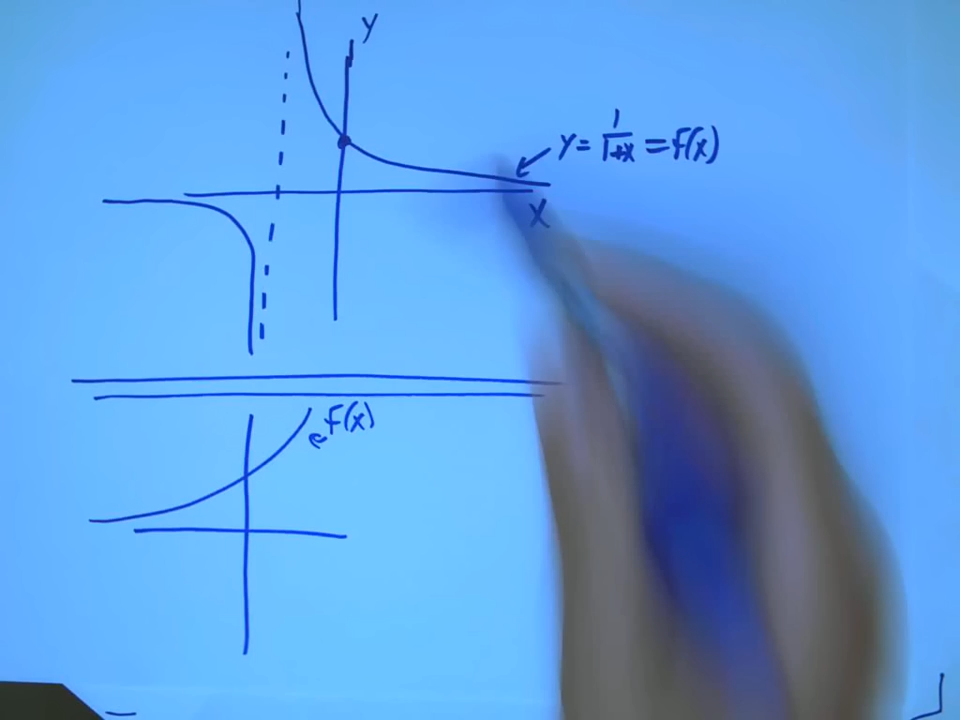 y
y = 1/1+x = f(x)
x
e^f(x)